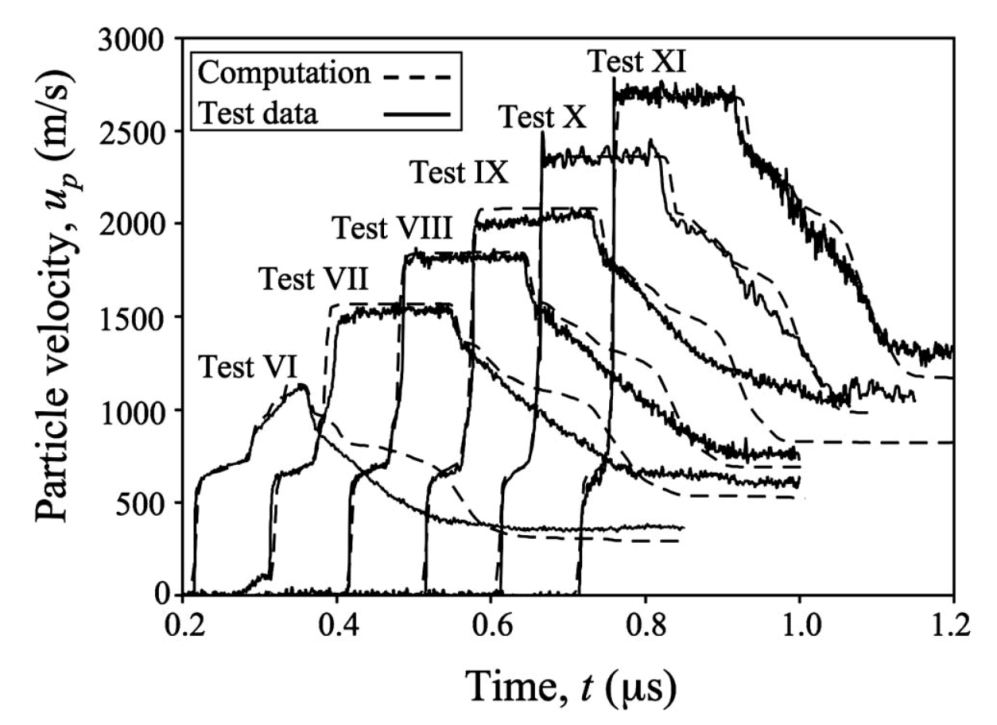 3000
Computation
Test data
Test XI
2500
Test X
Test IX
2000
Test VIII
Test VII
1500
Test VI
1000
500
0
Particle velocity, uₚ (m/s)
0.2 0.4 0.6 0.8 1.0 1.2
Time, t (μs)